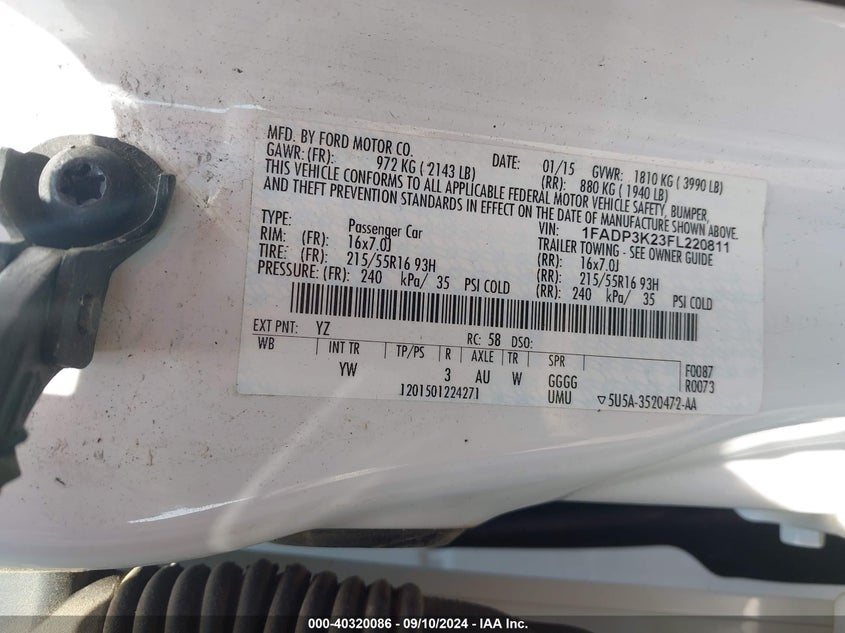 MFD. BY FORD MOTOR CO. DATE: 01/15 GVWR: 1810 KG ( 3990 LB)
GAWR: (FR): 972 KG ( 2143 LB) (RR): 880 KG ( 1940 LB)
THIS VEHICLE CONFORMS TO ALL APPLICABLE FEDERAL MOTOR VEHICLE SAFETY, BUMPER,
AND THEFT PREVENTION STANDARDS IN EFFECT ON THE DATE OF MANUFACTURE SHOWN ABOVE.
VIN: 1FADP3K23FL220811
TYPE: Passenger Car TRAILER TOWING - SEE OWNER GUIDE
RIM: (FR): 16x7.0J (RR): 16x7.0J
TIRE: (FR): 215/55R16 93H (RR): 215/55R16 93H
PRESSURE: (FR): 240 kPa/ 35 PSI COLD (RR): 240 kPa/ 35 PSI COLD
EXT PNT: YZ RC: 58 DSO:
WB INT TR TP/PS R AXLE TR SPR F0087
YW 3 AU W GGGG R0073
1201501224271 UMU ▽5U5A-3520472-AA
000-40320086 - 09/10/2024 - IAA Inc.